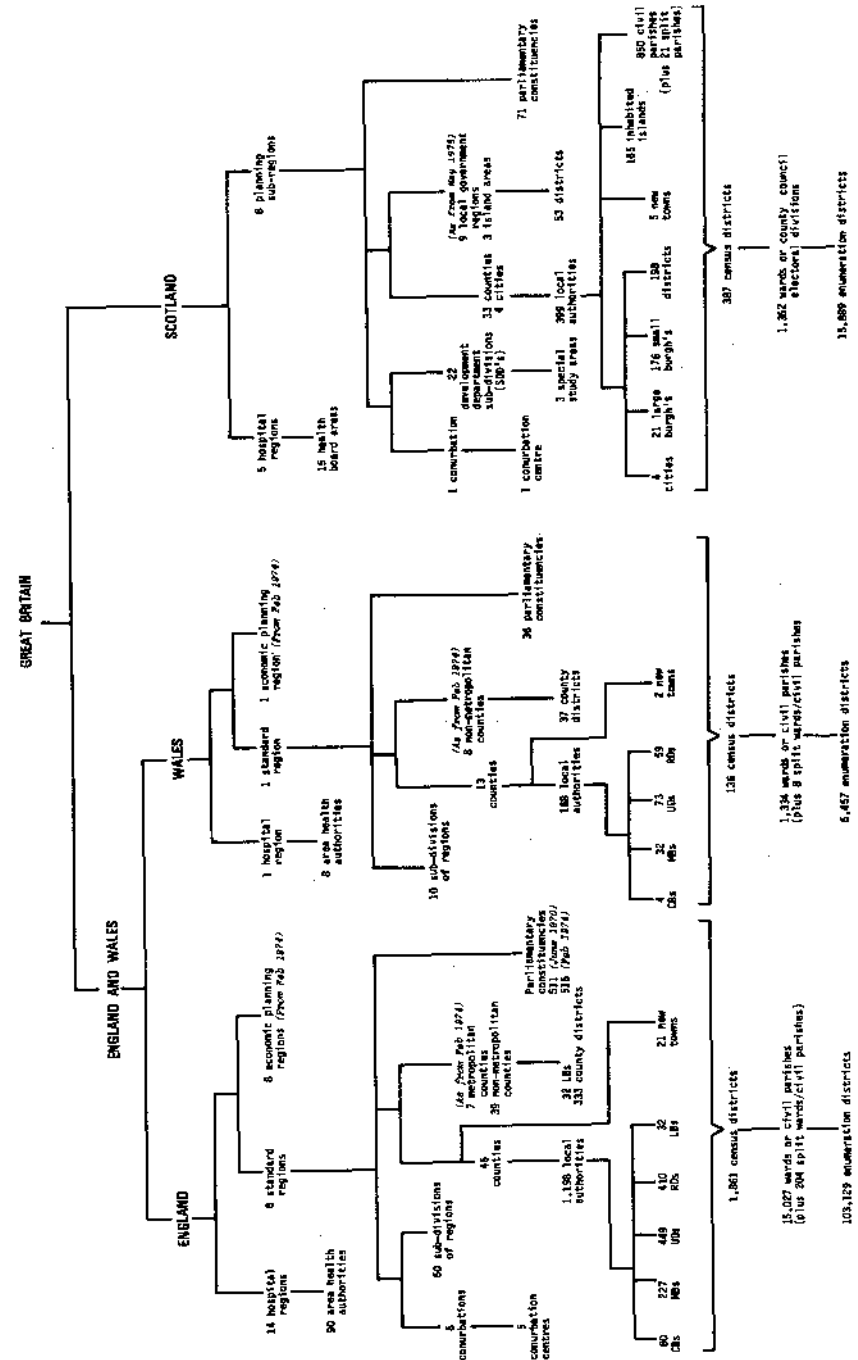 GREAT BRITAIN
ENGLAND AND WALES
SCOTLAND
ENGLAND
WALES
14 hospital
regions
90 area health
authorities
8 standard
regions
8 economic planning
regions (From Feb 1974)
1 hospital
region
8 area health
authorities
1 standard
region
1 economic planning
region (From Feb 1974)
5 hospital
regions
15 health
board areas
8 planning
sub-regions
conurbations
conurbation
centres
60 sub-divisions
of regions
counties
1,198 local
authorities
(As from Feb 1974)
7 metropolitan
counties
39 non-metropolitan
counties
32 LBs
333 county districts
Parliamentary
constituencies
511 (June 1970)
516 (Feb 1974)
21 new
towns
CBs
227
MBs
449
UDs
410
RDs
32
LBs
1,861 census districts
15,027 wards or civil parishes
(plus 204 split wards/civil parishes)
103,129 enumeration districts
10 sub-divisions
of regions
13
counties
168 local
authorities
(As from Feb 1974)
8 non-metropolitan
counties
37 county
districts
36 parliamentary
constituencies
2 new
towns
4
CBs
32
MBs
73
UDs
59
RDs
136 census districts
1,334 wards or civil parishes
(plus 8 split wards/civil parishes)
6,457 enumeration districts
1 conurbation
1 conurbation
centre
22
development
department
sub-divisions
(SDD's)
3 special
study areas
33 counties
4 cities
399 local
authorities
(As from May 1975)
9 local government
regions
3 island areas
53 districts
71 parliamentary
constituencies
4
cities
21 large
burgh's
176 small
burgh's
198
districts
5 new
towns
inhabited
islands
civil
parishes
(plus 21 split
parishes)
387 census districts
1,362 wards or county council
electoral divisions
enumeration districts